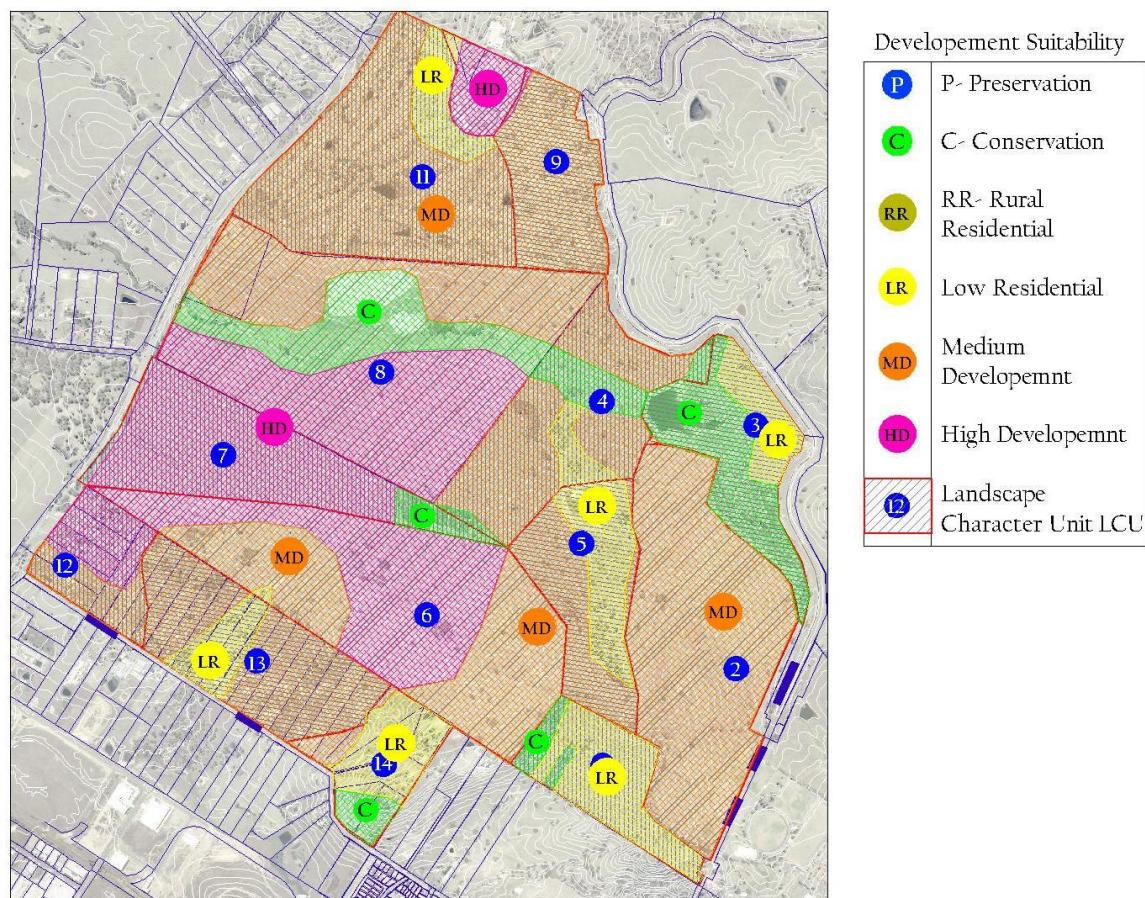 Developement Suitability
P
P- Preservation
C
C- Conservation
RR
RR- Rural
Residential
LR
Low Residential
MD
Medium
Developemnt
HD
High Developemnt
12
Landscape
Character Unit LCU
LR
HD
9
11
MD
C
8
4
C
3
LR
HD
7
LR
C
5
MD
12
6
MD
MD
LR
13
2
LR
14
C
LR
C